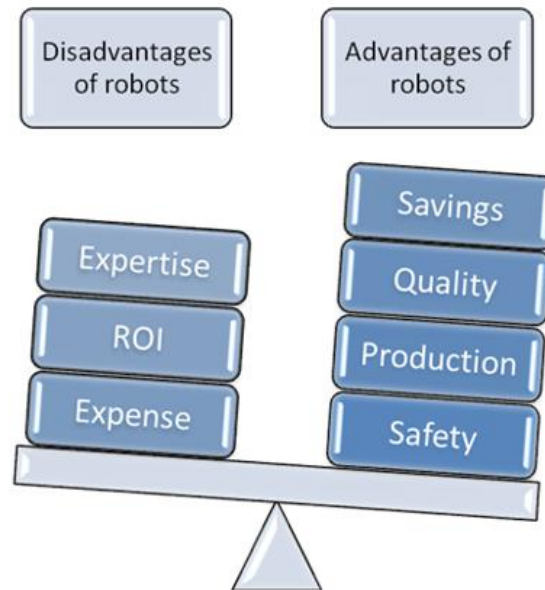 Disadvantages
of robots
Advantages of
robots
Expertise
ROI
Expense
Savings
Quality
Production
Safety